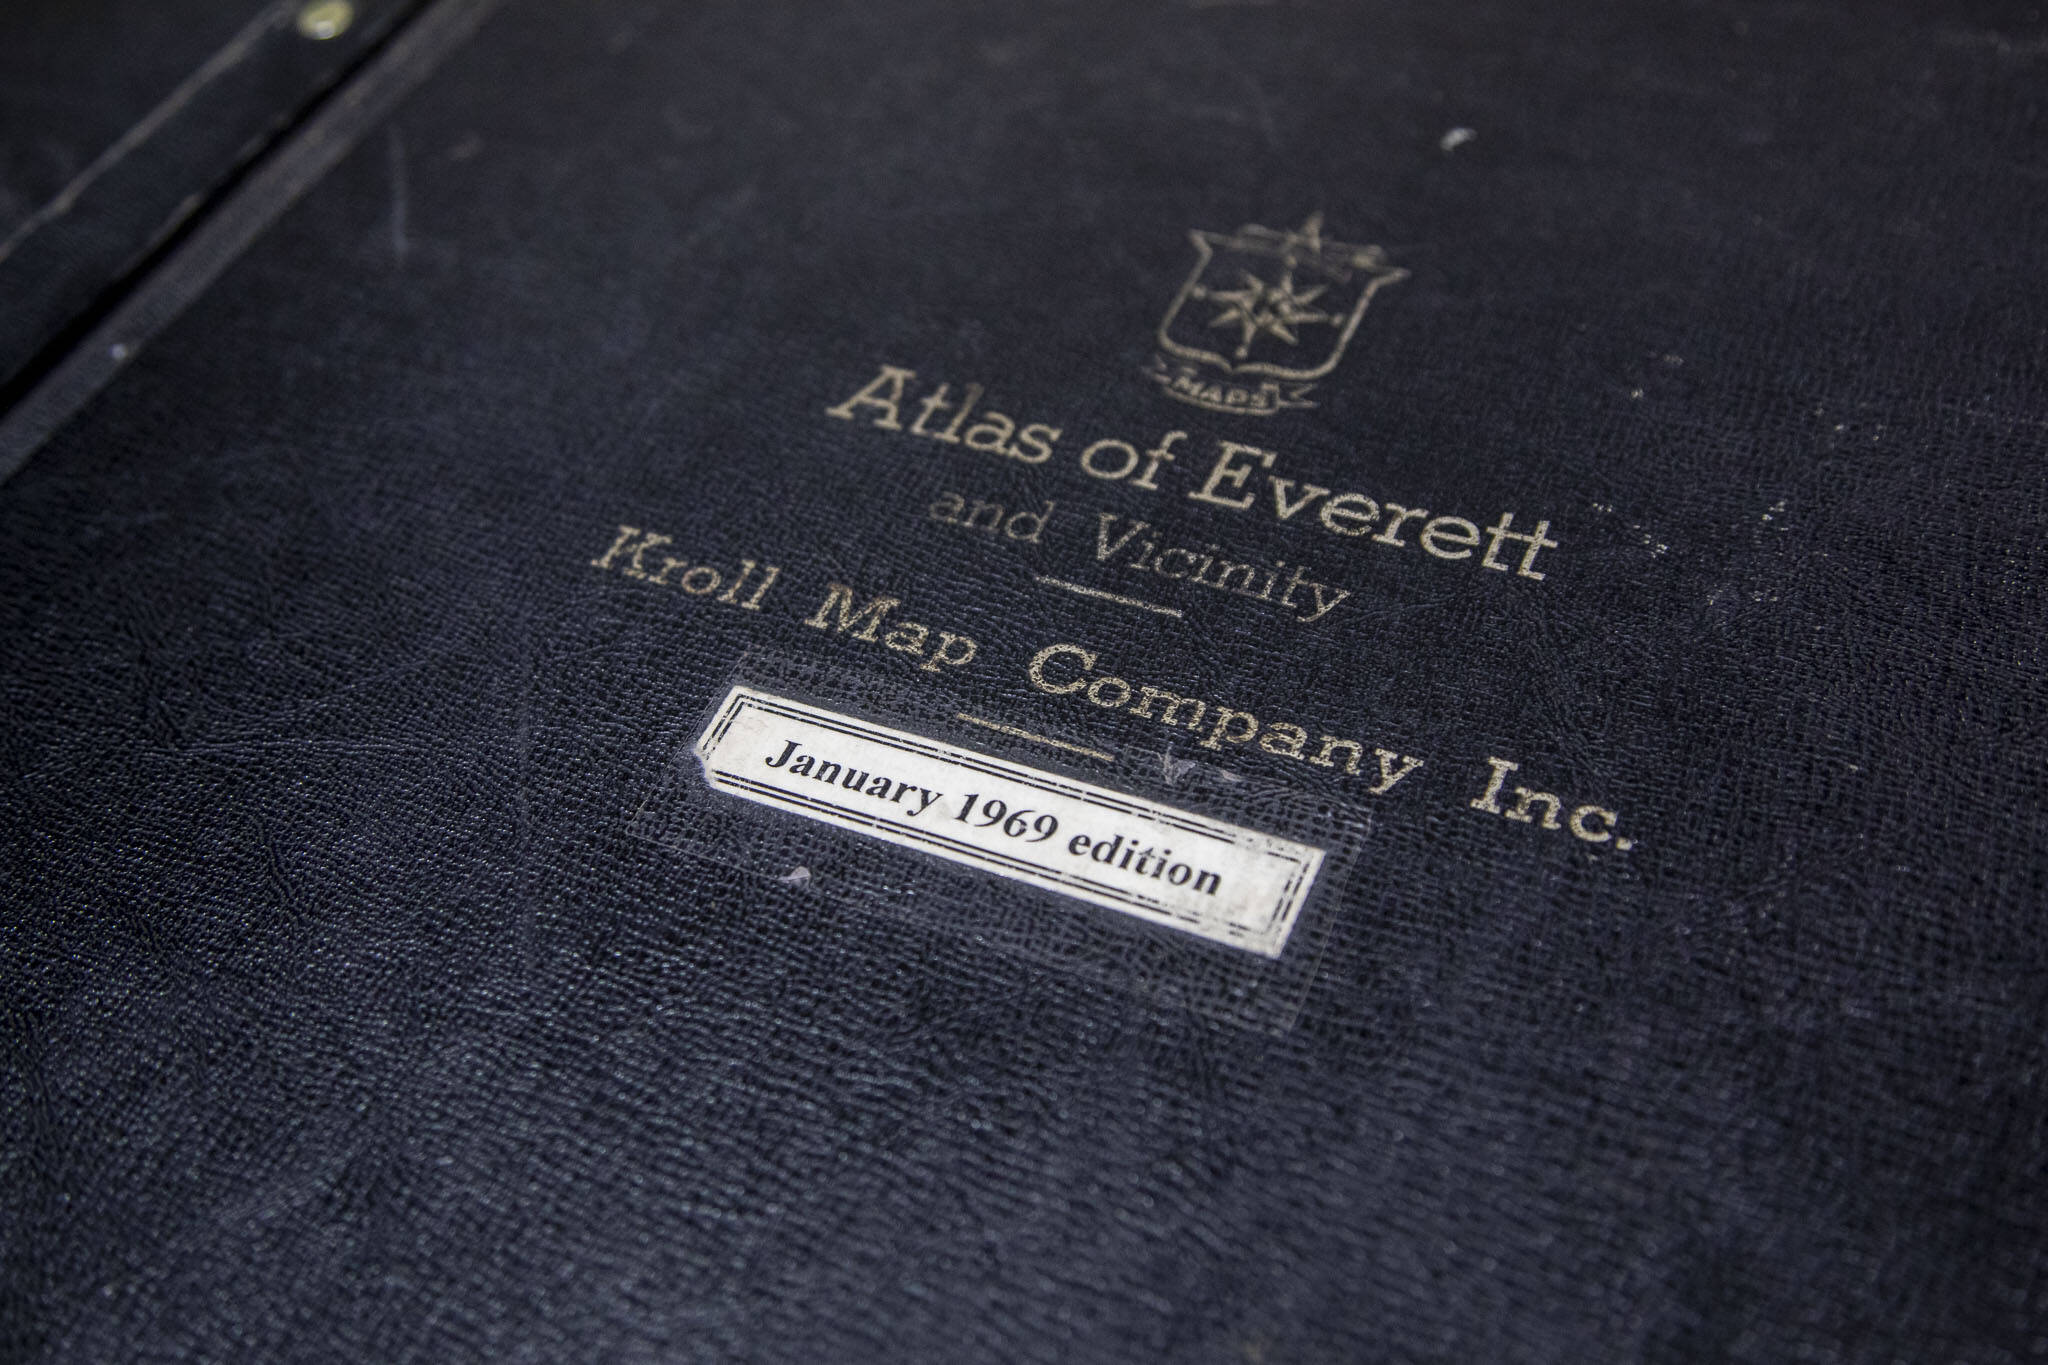 MAPS
Atlas of Everett
and Vicinity
Kroll Map Company Inc.
January 1969 edition